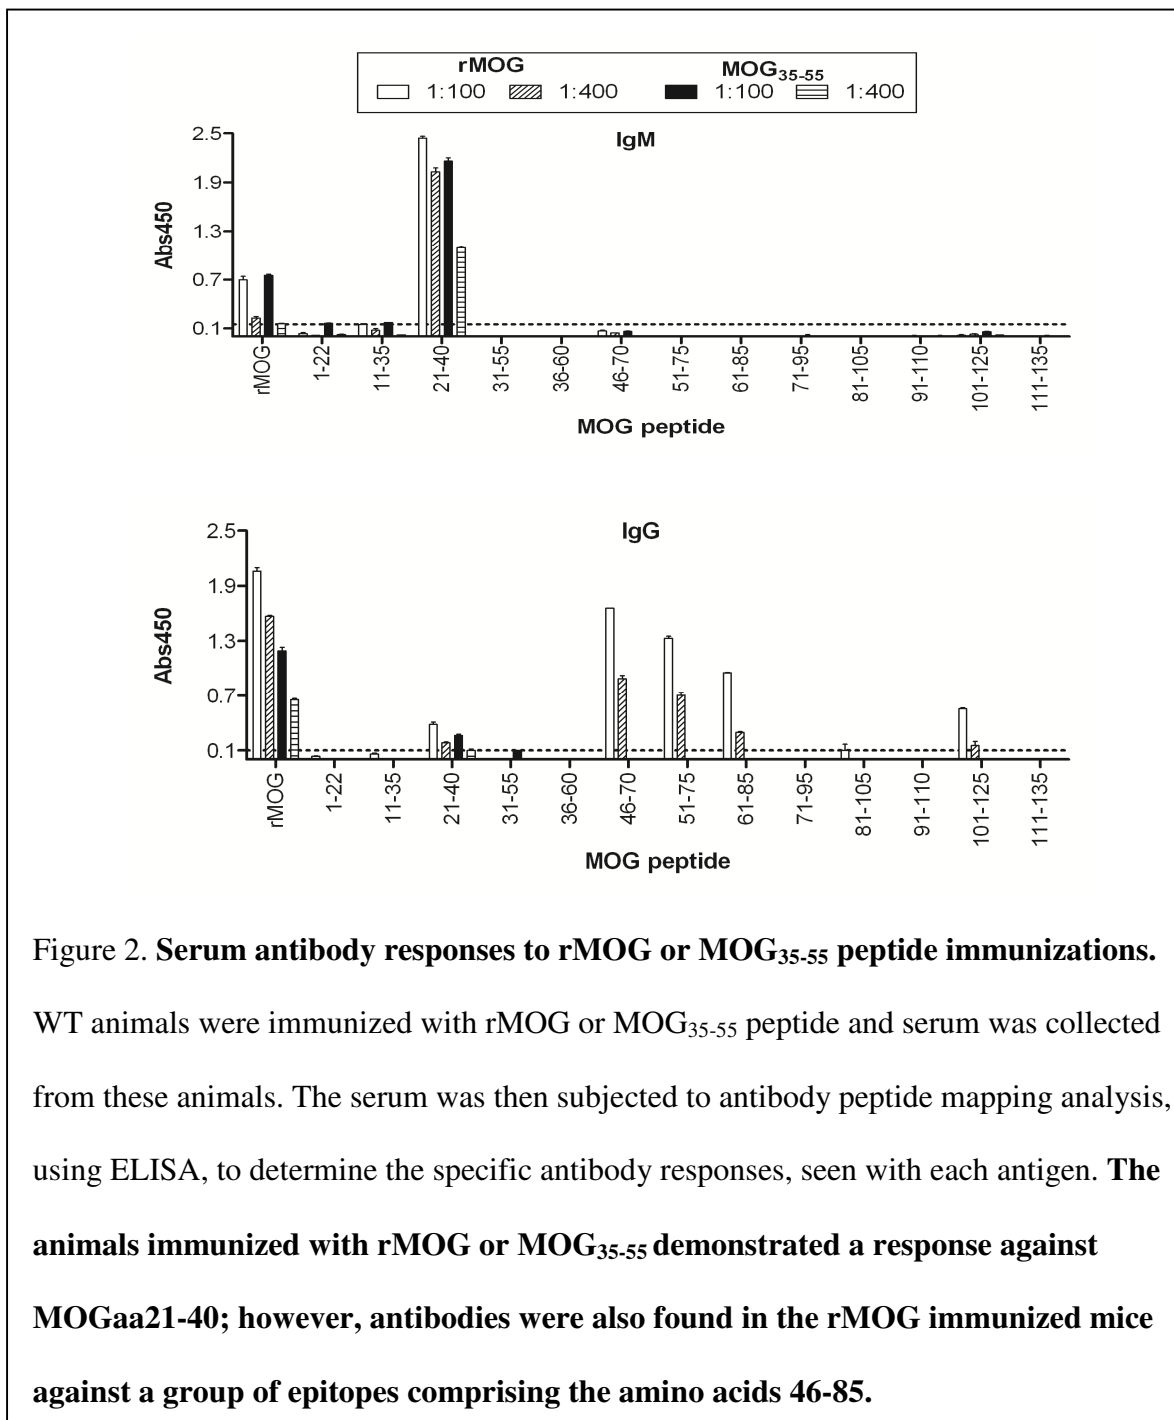 rMOG MOG35-55
1:100 1:400 1:100 1:400
IgM
2.5
1.9
1.3
0.7
0.1
Abs450
rMOG 1-22 11-35 21-40 31-55 36-60 46-70 51-75 61-85 71-95 81-105 91-110 101-125 111-135
MOG peptide
IgG
2.5
1.9
1.3
0.7
0.1
Abs450
rMOG 1-22 11-35 21-40 31-55 36-60 46-70 51-75 61-85 71-95 81-105 91-110 101-125 111-135
MOG peptide
Figure 2. Serum antibody responses to rMOG or MOG35-55 peptide immunizations.
WT animals were immunized with rMOG or MOG35-55 peptide and serum was collected
from these animals. The serum was then subjected to antibody peptide mapping analysis,
using ELISA, to determine the specific antibody responses, seen with each antigen. The
animals immunized with rMOG or MOG35-55 demonstrated a response against
MOGaa21-40; however, antibodies were also found in the rMOG immunized mice
against a group of epitopes comprising the amino acids 46-85.